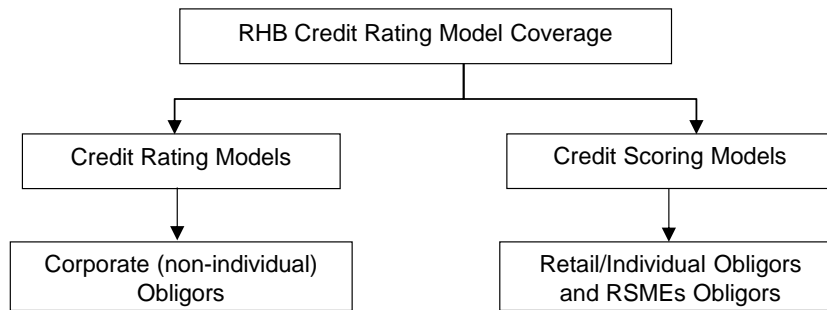 RHB Credit Rating Model Coverage
Credit Rating Models
Credit Scoring Models
Corporate (non-individual)
Obligors
Retail/Individual Obligors
and RSMEs Obligors